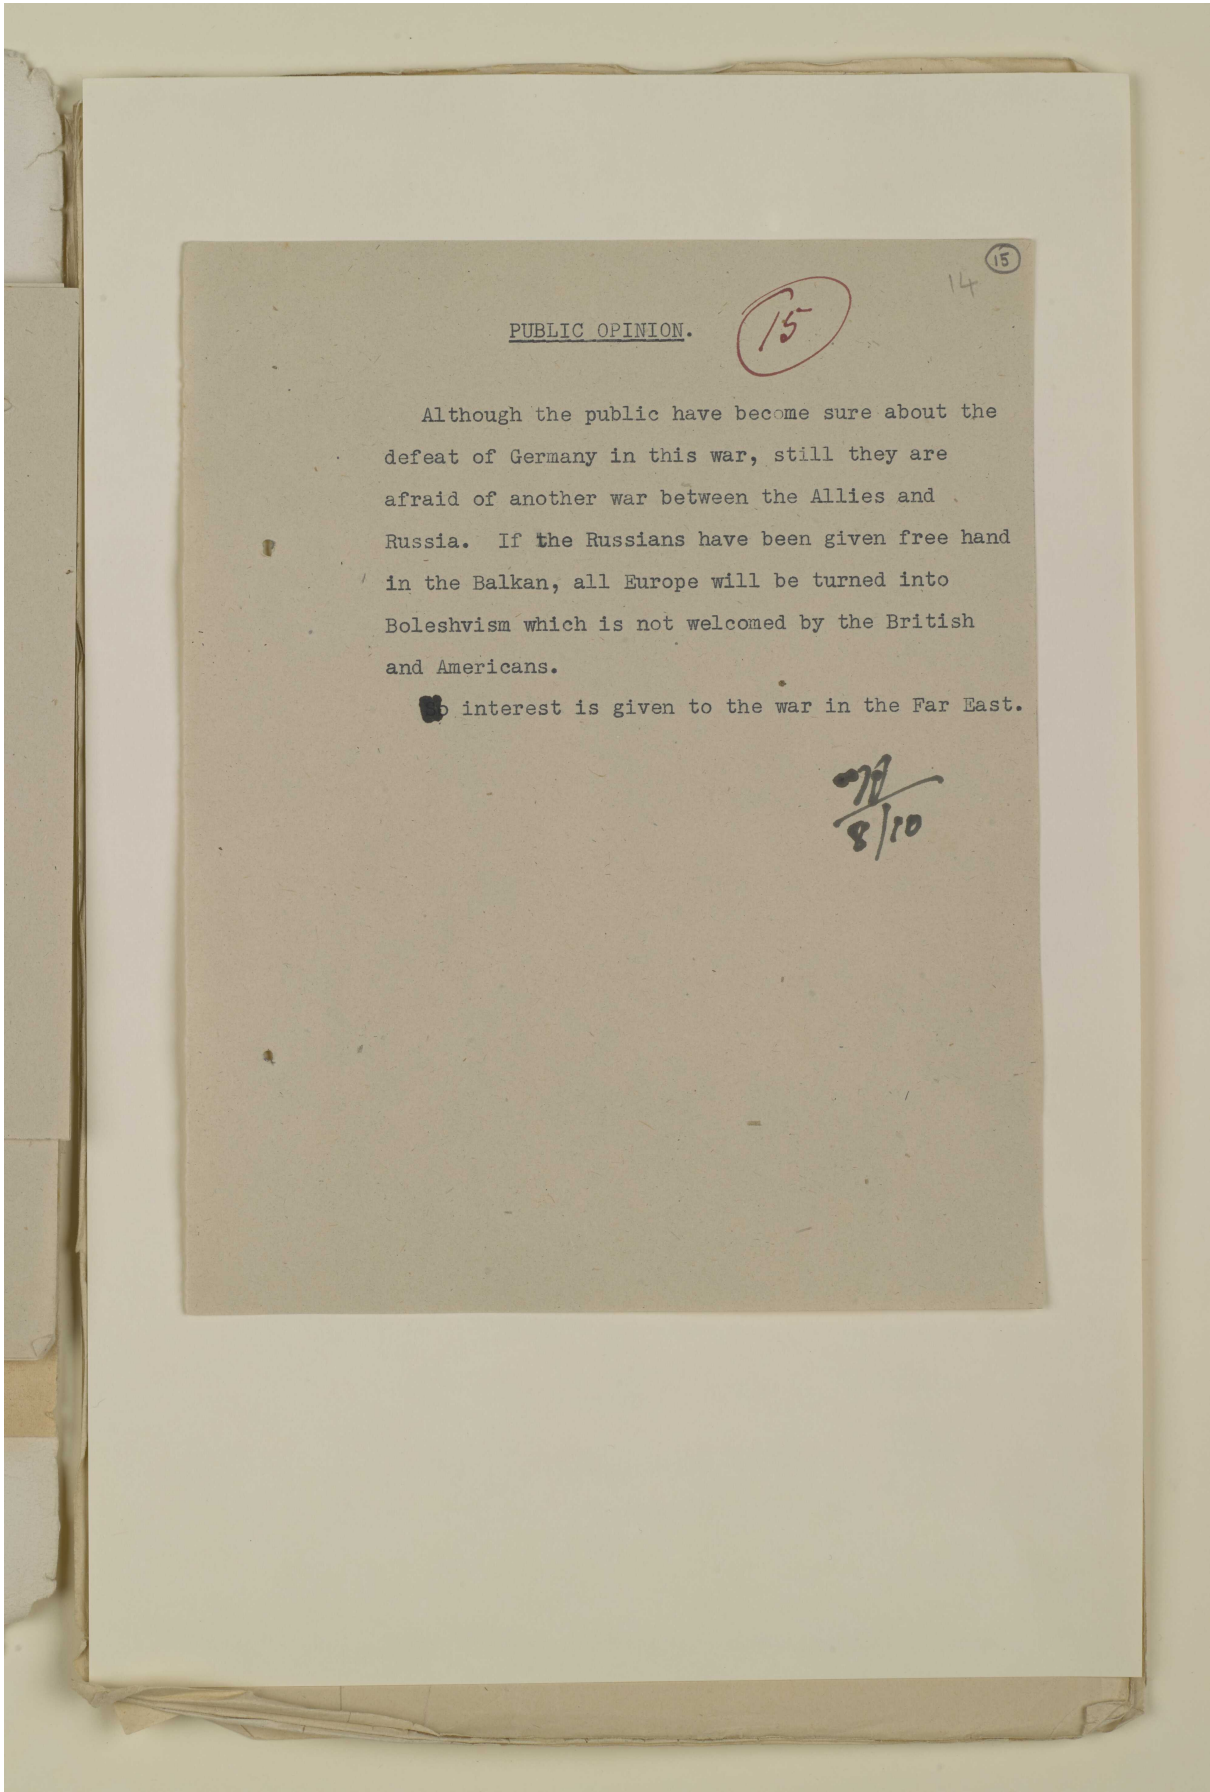 15
14
PUBLIC OPINION. 15
Although the public have become sure about the
defeat of Germany in this war, still they are
afraid of another war between the Allies and
Russia. If the Russians have been given free hand
in the Balkan, all Europe will be turned into
Boleshvism which is not welcomed by the British
and Americans.
interest is given to the war in the Far East.
8/10